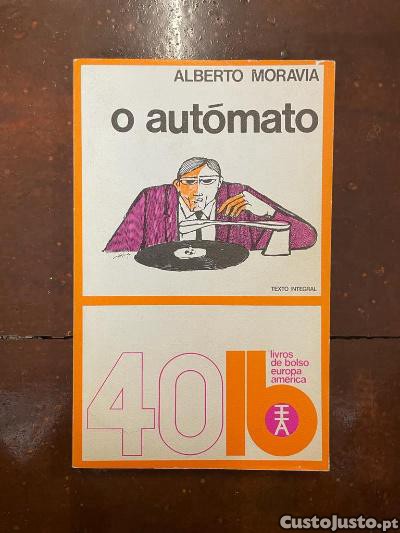 ALBERTO MORAVIA
o autómato
TEXTO INTEGRAL
40 lb
livros
de bolso
europa
américa
CustoJusto.pt